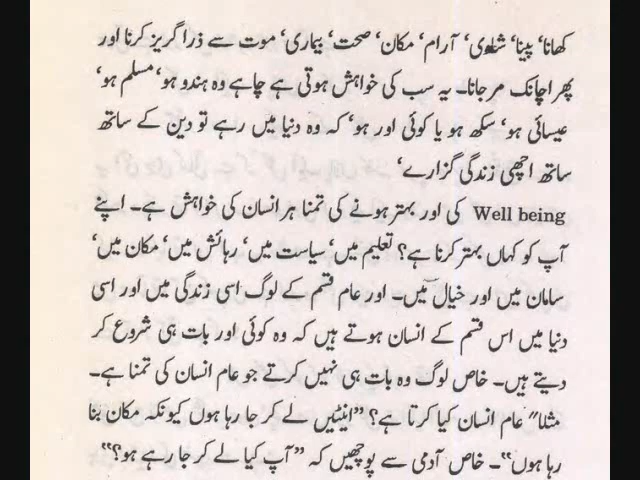 کھانا‘ پینا‘ شادی‘ آرام‘ مکان‘ صحت‘ بیماری‘ موت سے ذرا گریز کرنا اور
پھر اچانک مر جانا۔ یہ سب کی خواہش ہوتی ہے چاہے وہ ہندو ہو‘ مسلم ہو‘
عیسائی ہو‘ سکھ ہو یا کوئی اور ہو‘ کہ وہ دنیا میں رہے تو دین کے ساتھ
ساتھ اچھی زندگی گزارے‘
Well being کی اور بہتر ہونے کی تمنا ہر انسان کی خواہش ہے۔ اپنے
آپ کو کہاں بہتر کرنا ہے؟ تعلیم میں‘ سیاست میں‘ رہائش میں‘ مکان میں‘
سامان میں اور خیال میں۔ اور عام قسم کے لوگ اسی زندگی میں اور اسی
دنیا میں اس قسم کے انسان ہوتے ہیں کہ وہ کوئی اور بات ہی شروع کر
دیتے ہیں۔ خاص لوگ وہ بات ہی نہیں کرتے جو عام انسان کی تمنا ہے۔
مثلا" عام انسان کیا کرتا ہے؟ ”اینٹیں لے کر جا رہا ہوں کیونکہ مکان بنا
رہا ہوں“۔ خاص آدمی سے پوچھیں کہ ”آپ کیا لے کر جا رہے ہو؟“